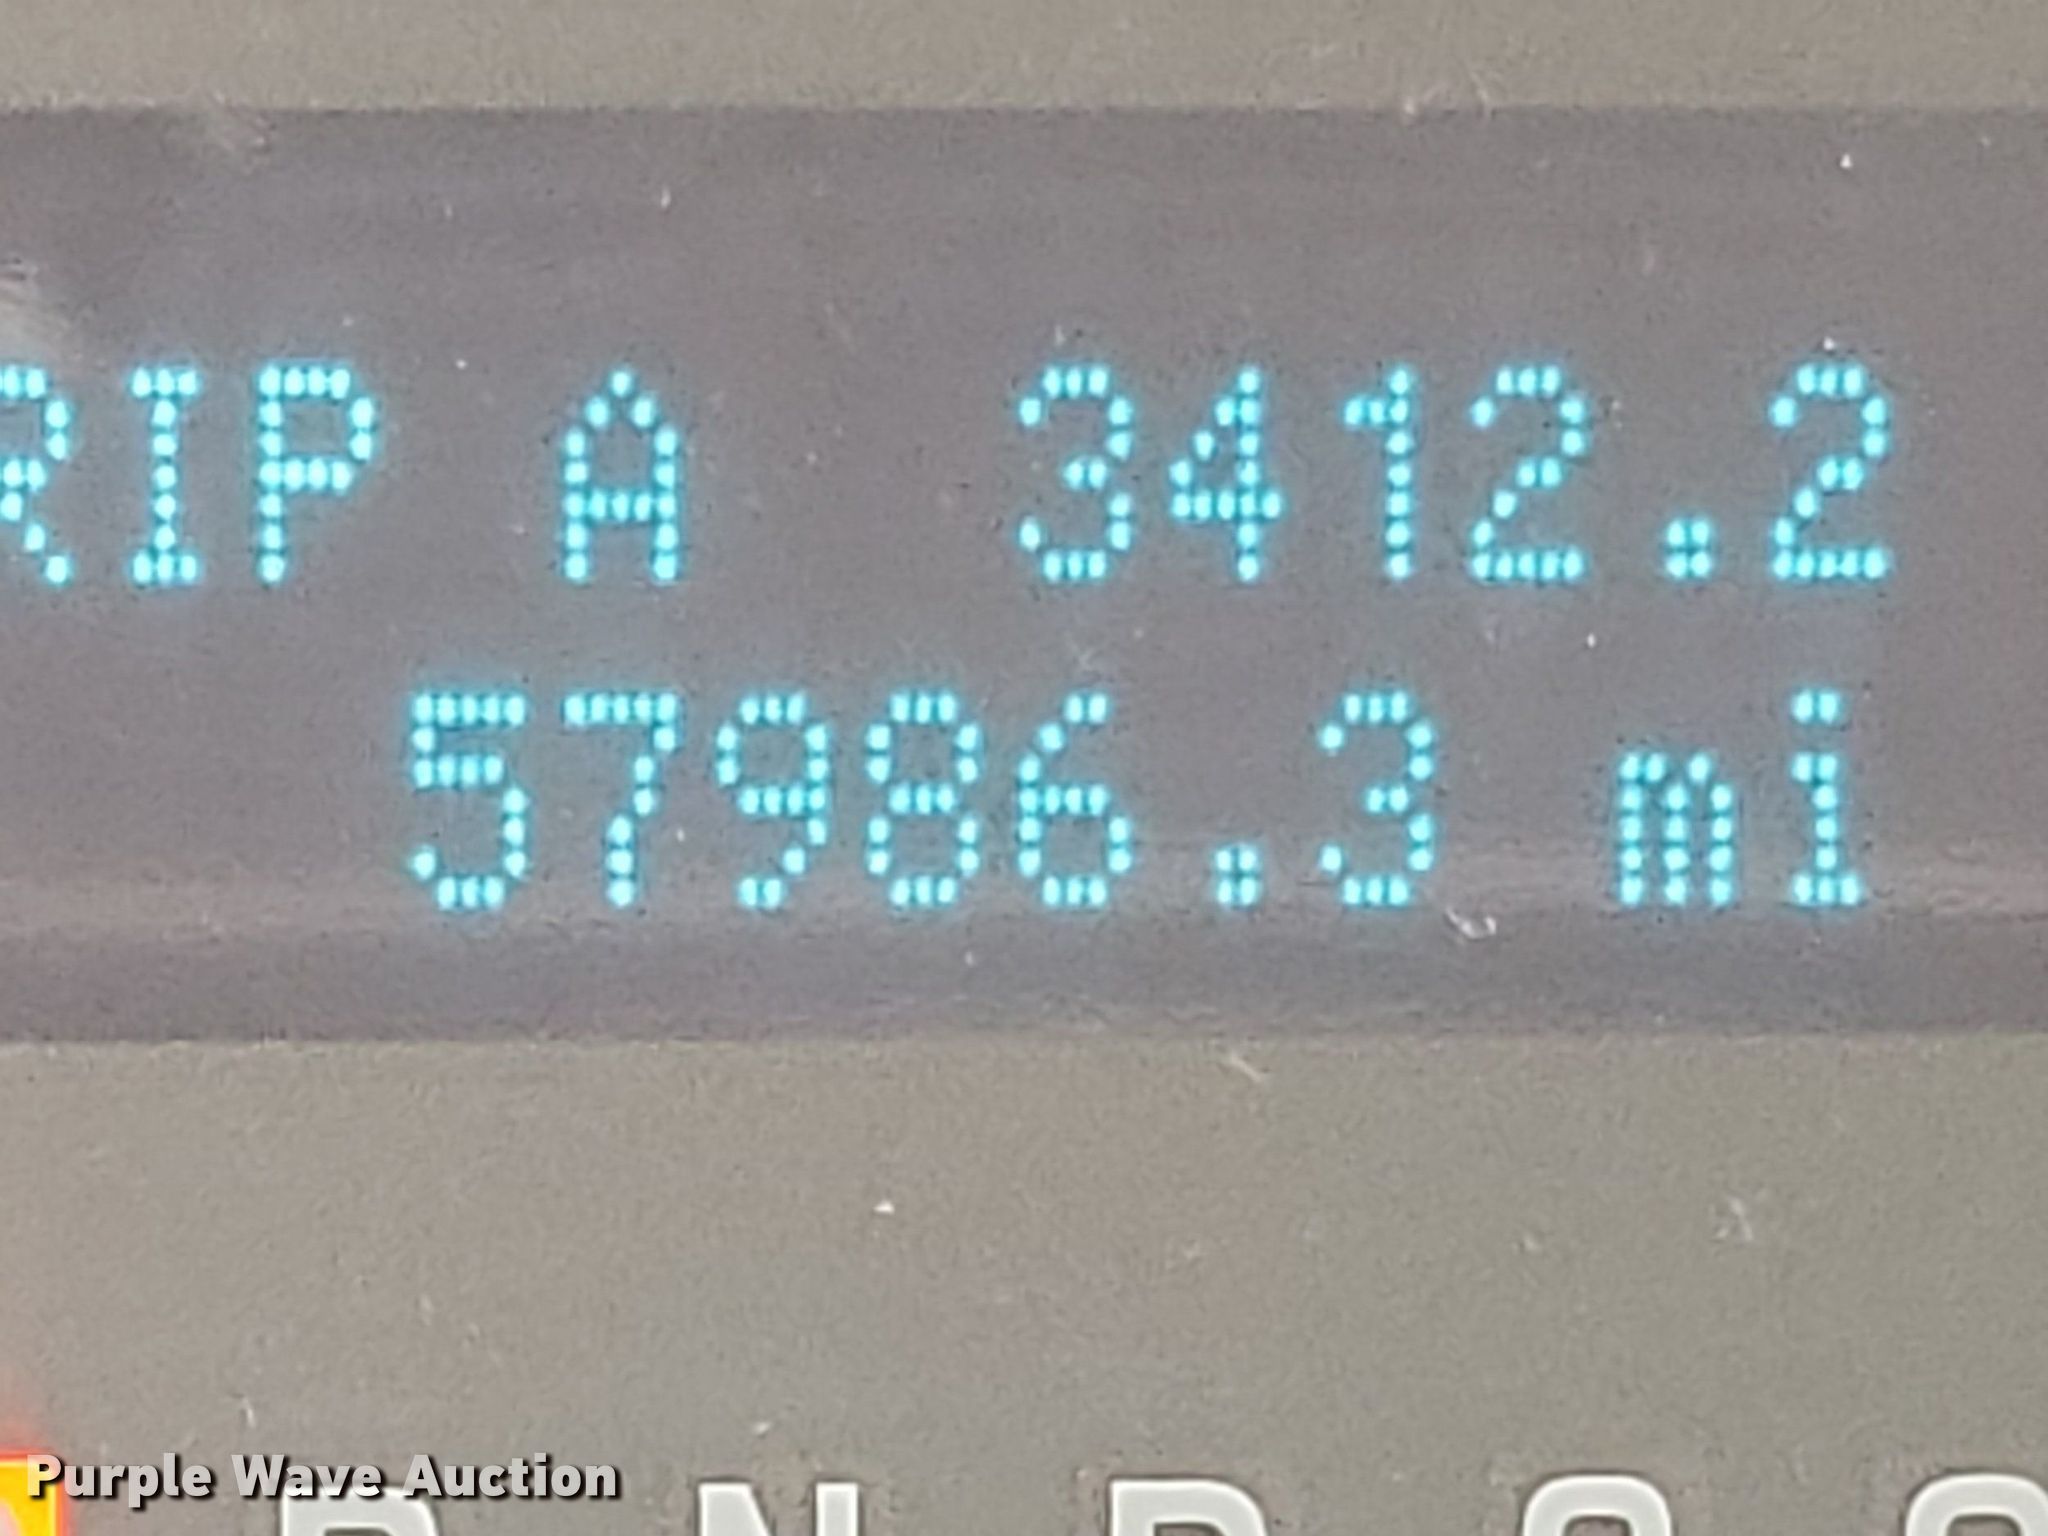 RIP A 3412.2
57986.3 mi
Purple Wave Auction